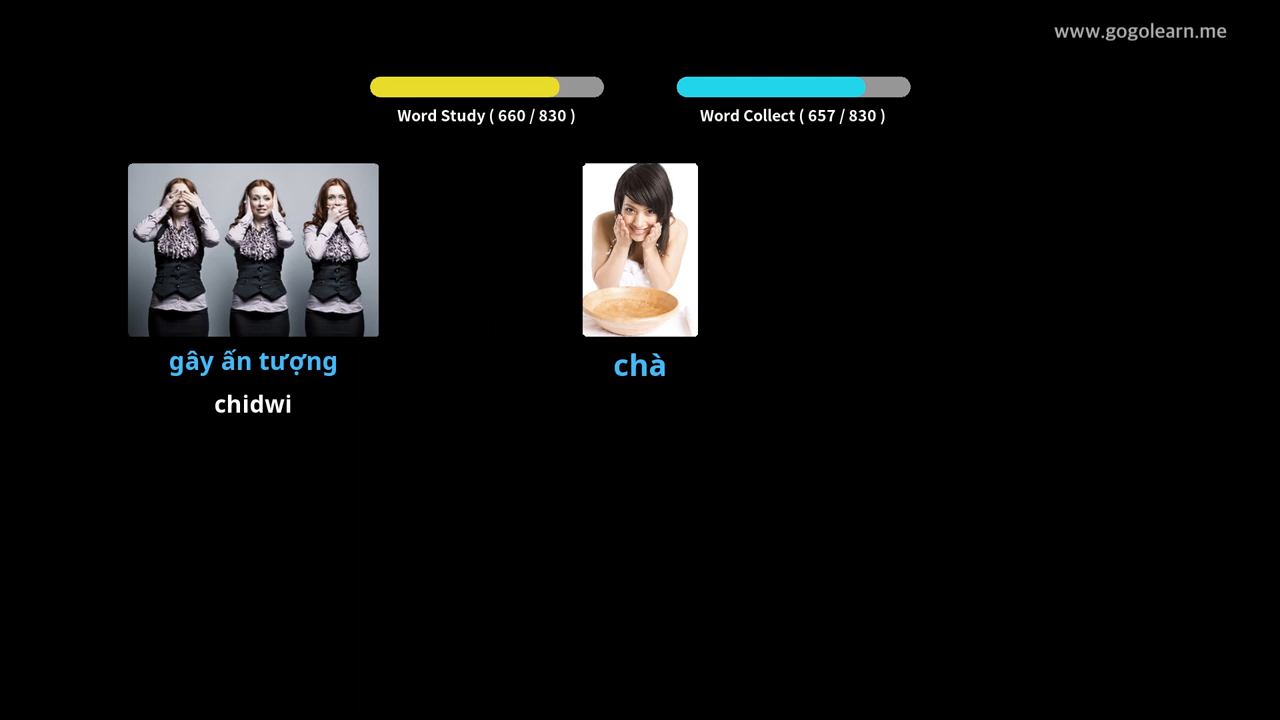 www.gogolearn.me
Word Study ( 660 / 830 )
Word Collect ( 657 / 830 )
gây ấn tượng
chidwi
chà